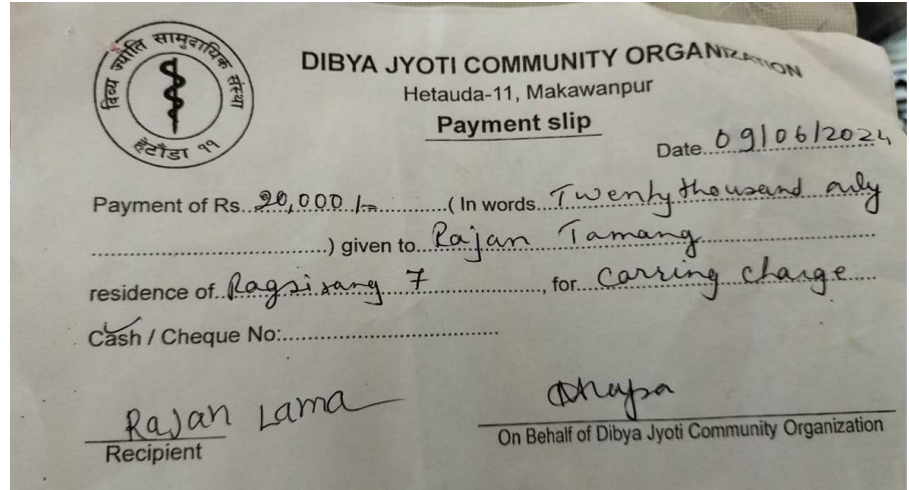 दिव्य ज्योति सामुदायिक संस्था
हेटौंडा ११
DIBYA JYOTI COMMUNITY ORGANIZATION
Hetauda-11, Makawanpur
Payment slip
Date 09/06/2024
Payment of Rs. 20,000/- (In words Twenty thousand only
) given to Rajan Tamang
residence of Ragsirang 7, for Carring charge
Cash / Cheque No:
Rajan Lama
Recipient
Dhapa
On Behalf of Dibya Jyoti Community Organization